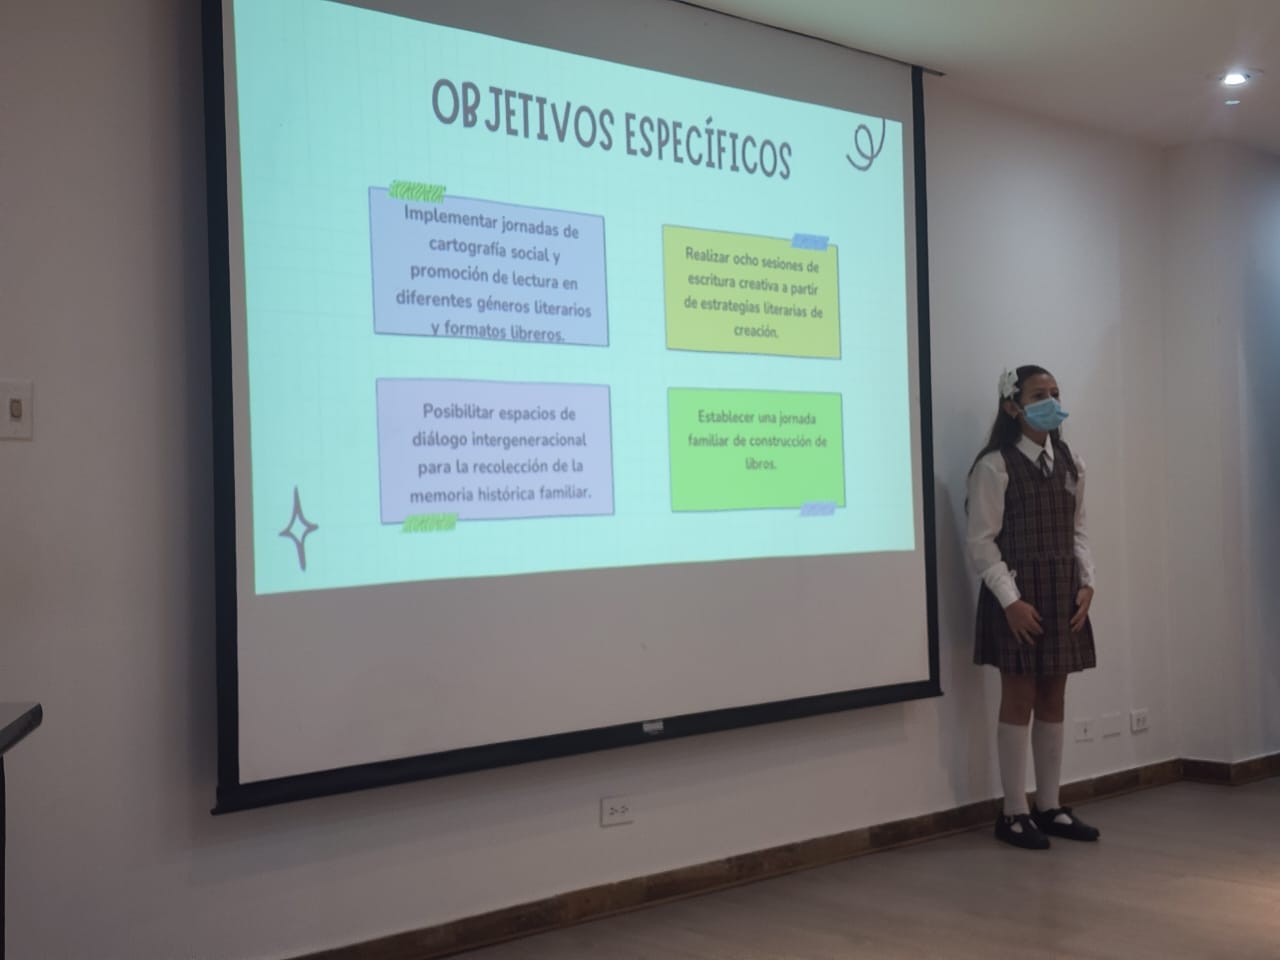 OBJETIVOS ESPECÍFICOS
Implementar jornadas de
cartografía social y
promoción de lectura en
diferentes géneros literarios
y formatos libreros.
Realizar ocho sesiones de
escritura creativa a partir
de estrategias literarias de
creación.
Posibilitar espacios de
diálogo intergeneracional
para la recolección de la
memoria histórica familiar.
Establecer una jornada
familiar de construcción de
libros.